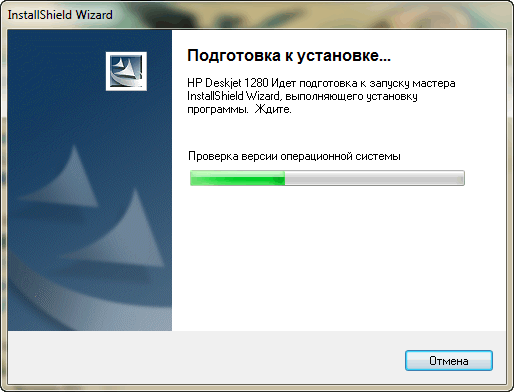 InstallShield Wizard
Подготовка к установке...
HP Deskjet 1280 Идет подготовка к запуску мастера
InstallShield Wizard, выполняющего установку
программы. Ждите.
Проверка версии операционной системы
Отмена